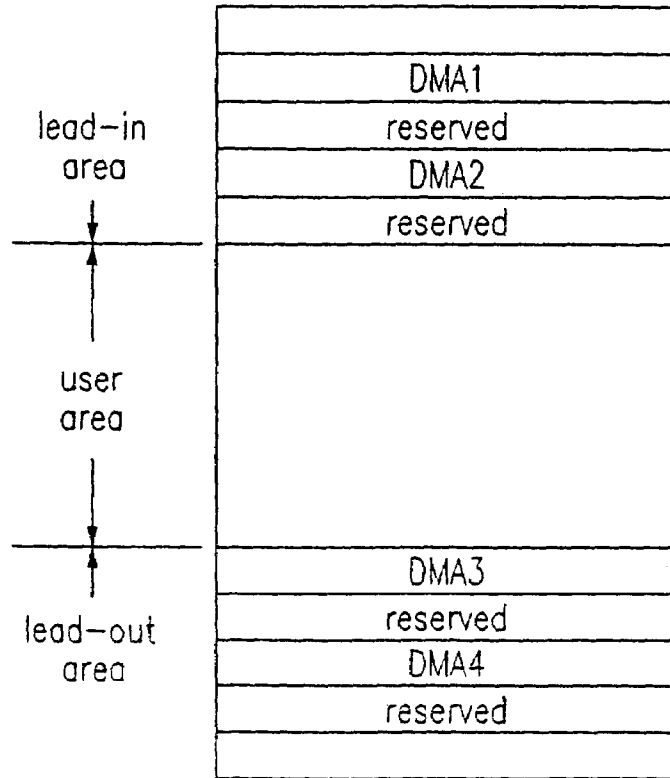 DMA1
reserved
DMA2
reserved
lead-in
area
user
area
DMA3
reserved
DMA4
reserved
lead-out
area